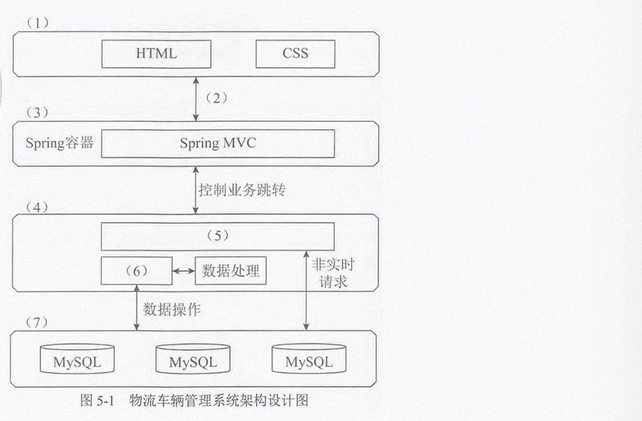 （1）
HTML
CSS
（2）
（3）
Spring容器
Spring MVC
控制业务跳转
（4）
（5）
（6）
数据处理
非实时
请求
数据操作
（7）
MySQL
MySQL
MySQL
图 5-1 物流车辆管理系统架构设计图